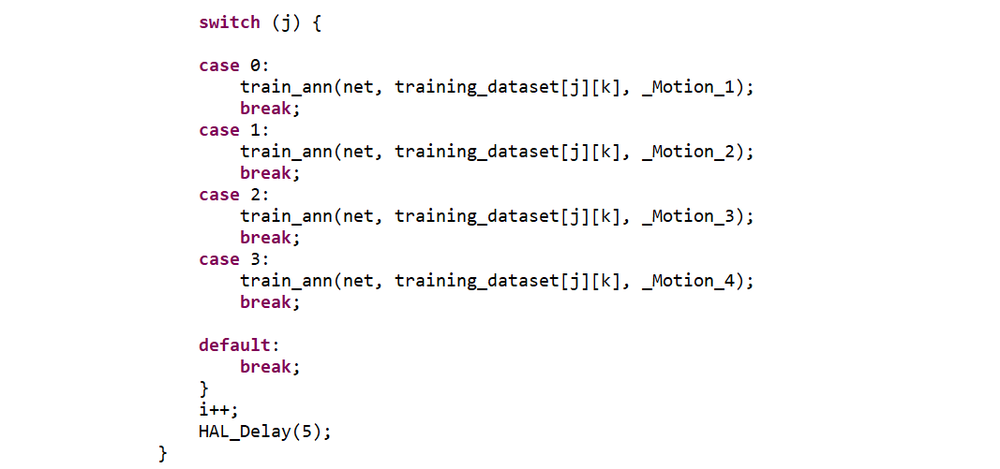 switch (j) {
case 0:
train_ann(net, training_dataset[j][k], _Motion_1);
break;
case 1:
train_ann(net, training_dataset[j][k], _Motion_2);
break;
case 2:
train_ann(net, training_dataset[j][k], _Motion_3);
break;
case 3:
train_ann(net, training_dataset[j][k], _Motion_4);
break;
default:
break;
}
i++;
HAL_Delay(5);
}